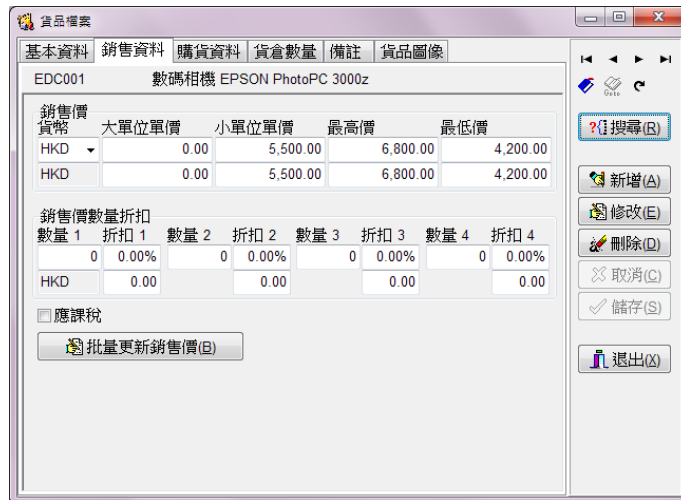 貨品檔案
基本資料 銷售資料 購貨資料 貨倉數量 備註 貨品圖像
EDC001 數碼相機 EPSON PhotoPC 3000z
銷售價
貨幣 大單位單價 小單位單價 最高價 最低價
HKD 0.00 5,500.00 6,800.00 4,200.00
HKD 0.00 5,500.00 6,800.00 4,200.00
銷售價數量折扣
數量 1 折扣 1 數量 2 折扣 2 數量 3 折扣 3 數量 4 折扣 4
0 0.00% 0 0.00% 0 0.00% 0 0.00%
HKD 0.00 0.00 0.00 0.00
應課稅
批量更新銷售價(B)
Goto
搜尋(R)
新增(A)
修改(E)
刪除(D)
取消(C)
儲存(S)
退出(X)